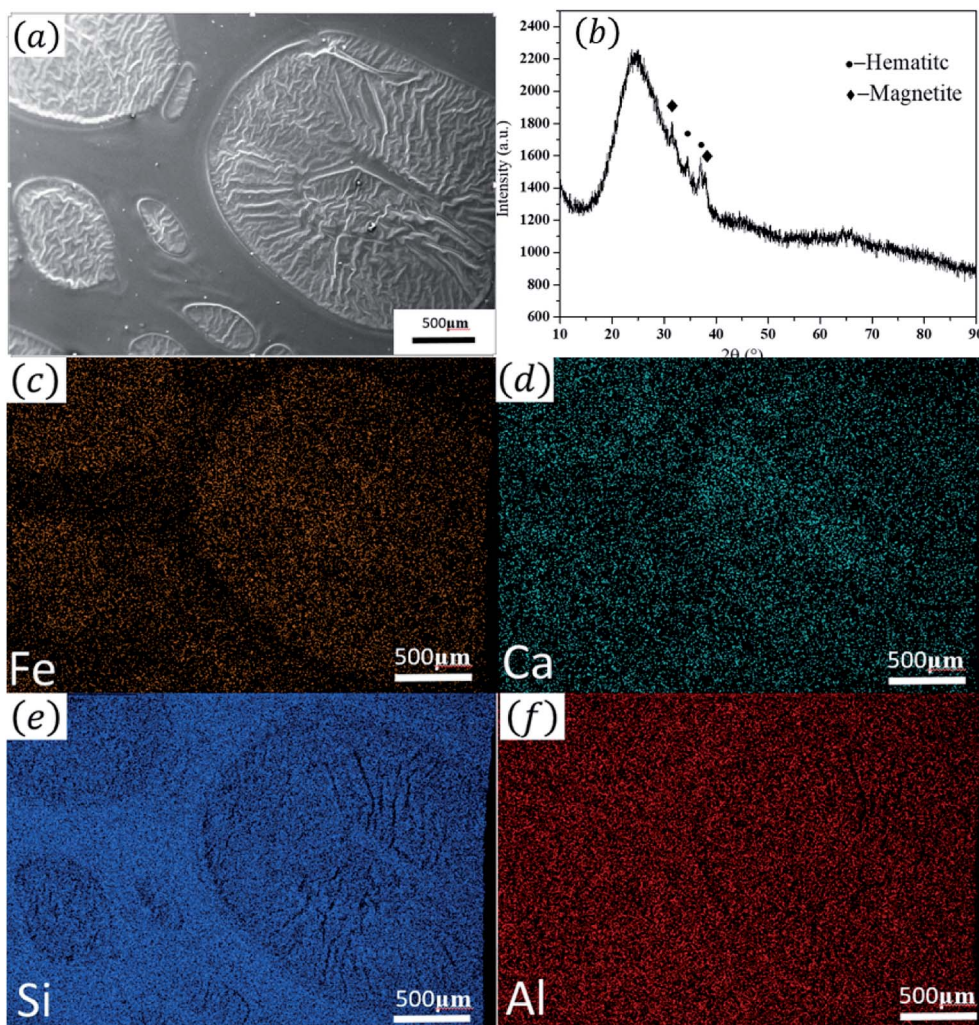 (a)
500μm
(b)
2400
2200
2000
1800
1600
1400
1200
1000
800
600
10
20
30
40
50
60
70
80
90
Intensity (a.u.)
2θ (°)
●–Hematitc
◆–Magnetite
(c)
Fe
500μm
(d)
Ca
500μm
(e)
Si
500μm
(f)
Al
500μm